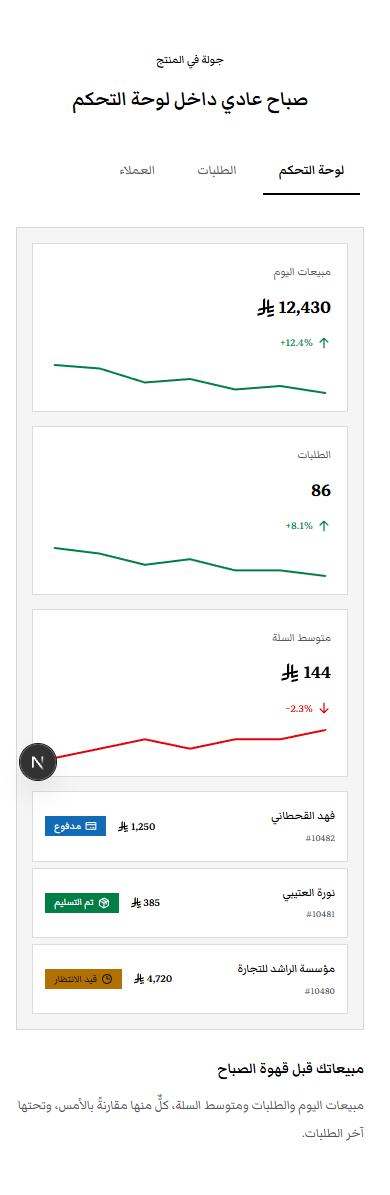 جولة في المنتج
صباح عادي داخل لوحة التحكم
لوحة التحكم
الطلبات
العملاء
مبيعات اليوم
12,430 ⃁
+12.4%
الطلبات
86
+8.1%
متوسط السلة
144 ⃁
−2.3%
فهد القحطاني
#10482
1,250 ⃁
مدفوع
نورة العتيبي
#10481
385 ⃁
تم التسليم
مؤسسة الراشد للتجارة
#10480
4,720 ⃁
قيد الانتظار
N
مبيعاتك قبل قهوة الصباح
مبيعات اليوم والطلبات ومتوسط السلة، كلٌّ منها مقارنةً بالأمس، وتحتها
آخر الطلبات.